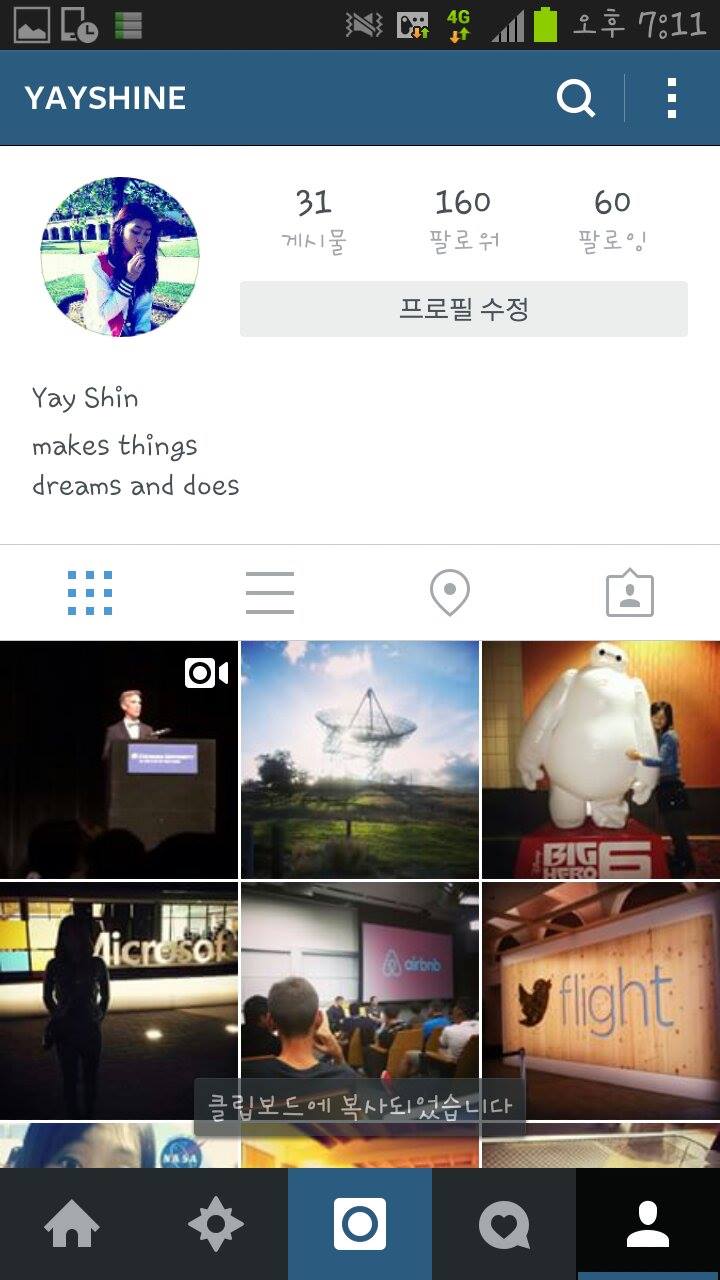 4G 오후 7:11
YAYSHINE
31 160 60
게시물 팔로워 팔로잉
프로필 수정
Yay Shin
makes things
dreams and does
BIG
HERO 6
Microsoft
airbnb
flight
클립보드에 복사되었습니다
NASA